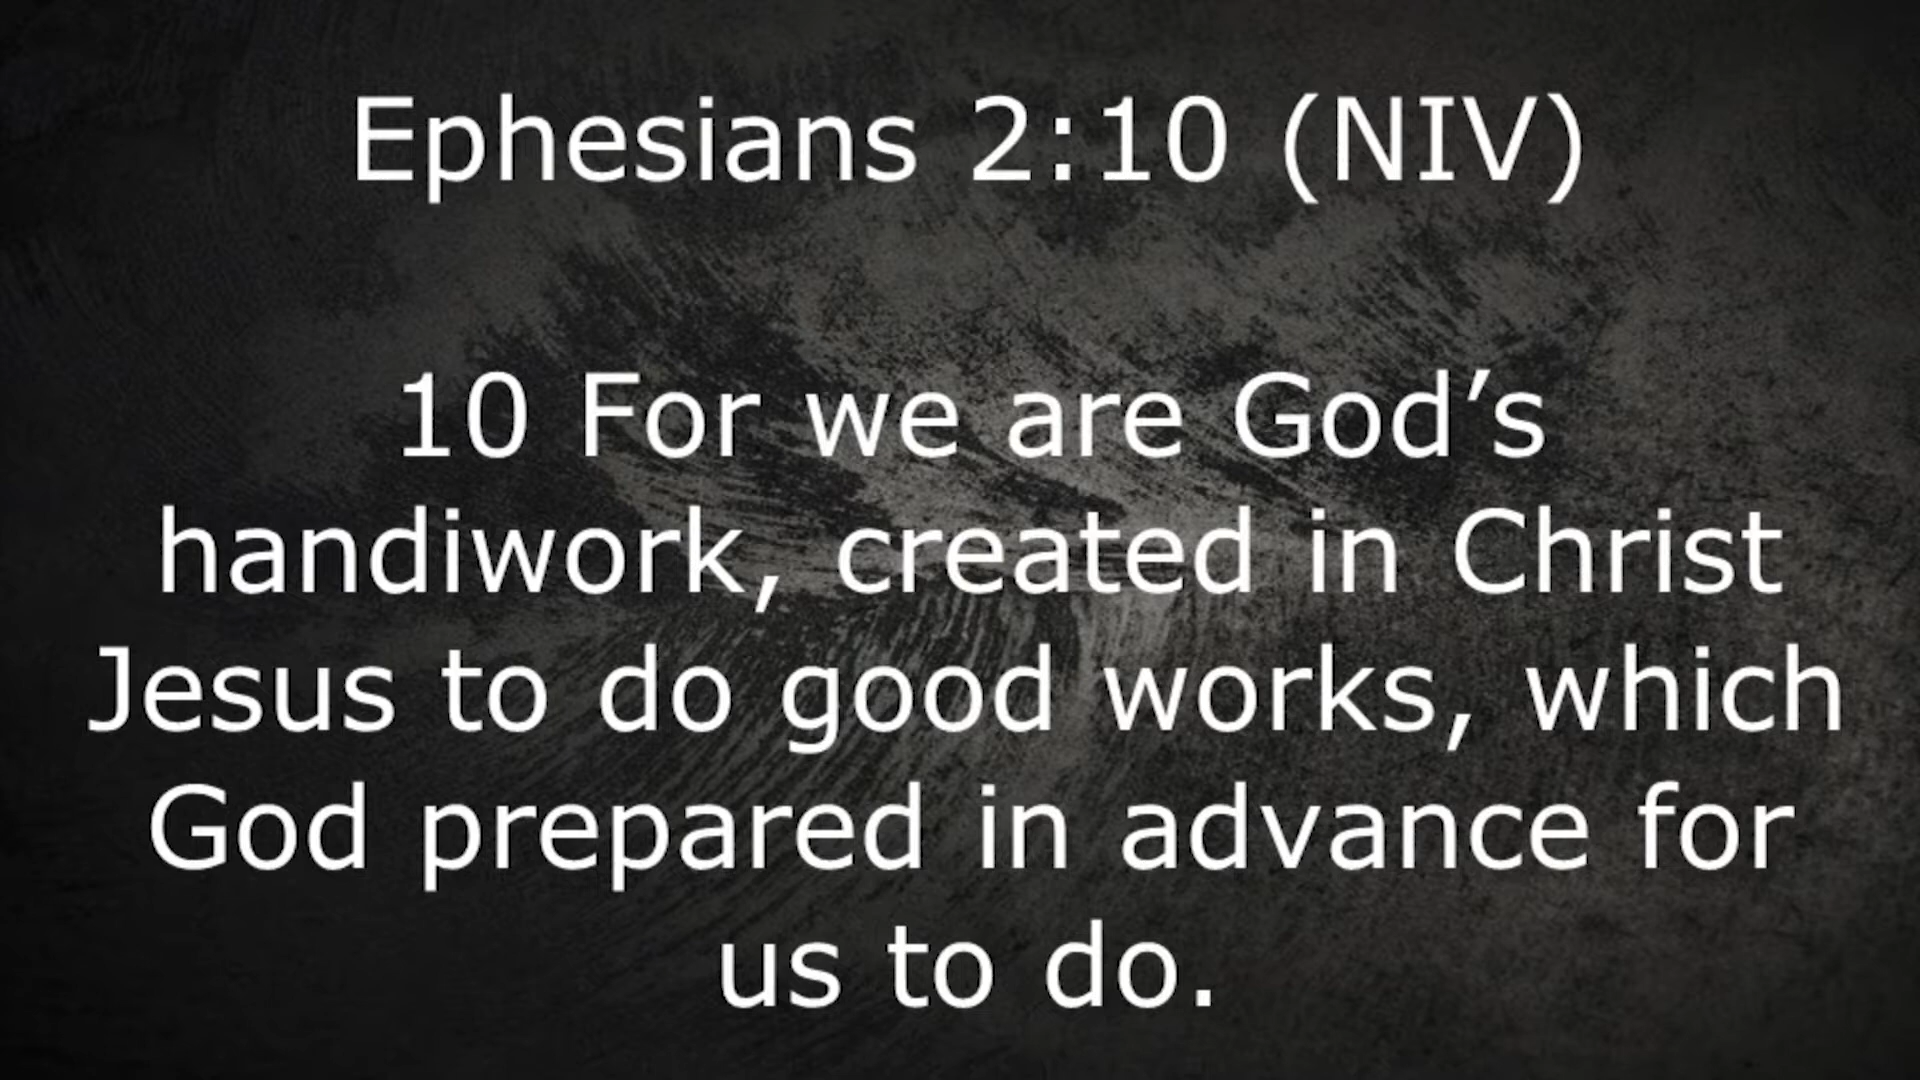 Ephesians 2:10 (NIV)
10 For we are God’s
handiwork, created in Christ
Jesus to do good works, which
God prepared in advance for
us to do.